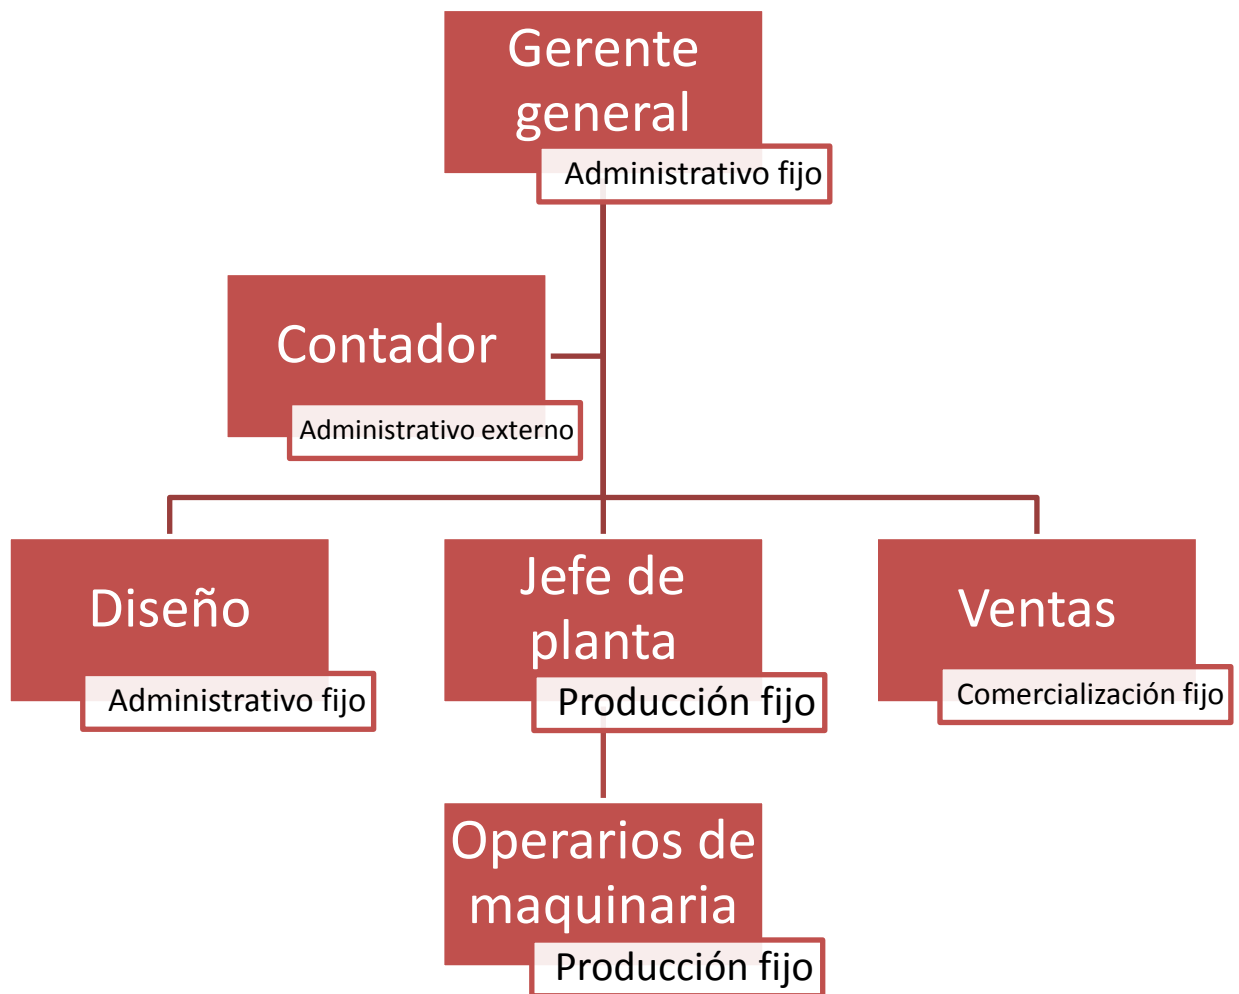 Gerente
general
Administrativo fijo
Contador
Administrativo externo
Diseño
Administrativo fijo
Jefe de
planta
Producción fijo
Ventas
Comercialización fijo
Operarios de
maquinaria
Producción fijo